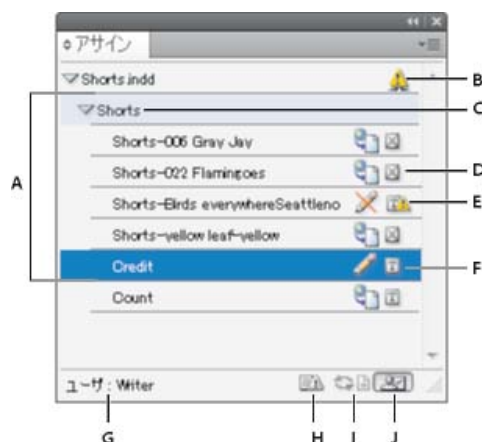 アサイン
Shorts.indd
B
Shorts
C
A
Shorts-006 Gray Jay
Shorts-022 Flamingoes
D
Shorts-Birds everywhereSeattleno
E
Shorts-yellow leaf-yellow
Credit
F
Count
ユーザ : Writer
G
H
I
J